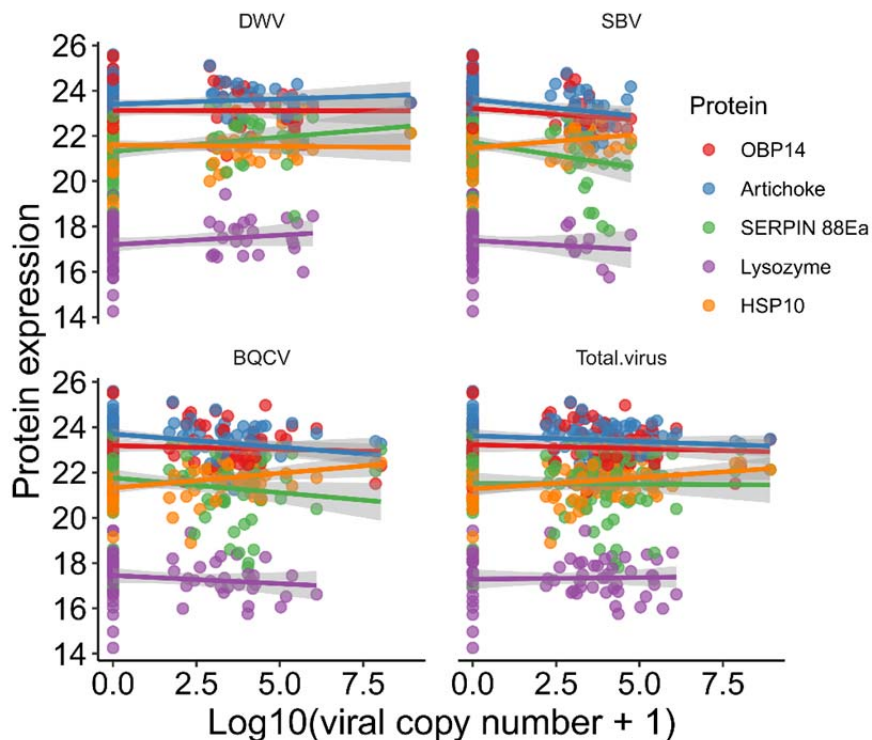 DWV
SBV
26
24
22
20
18
16
14
Protein
OBP14
Artichoke
SERPIN 88Ea
Lysozyme
HSP10
Protein expression
BQCV
Total.virus
26
24
22
20
18
16
14
0.0 2.5 5.0 7.5 0.0 2.5 5.0 7.5
Log10(viral copy number + 1)